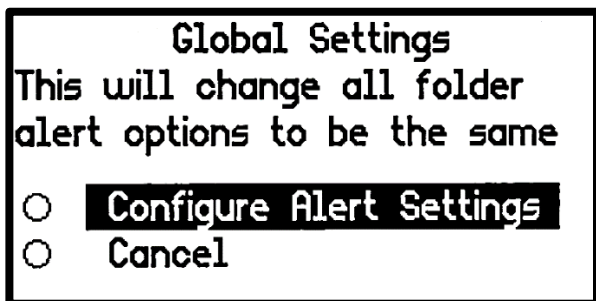 Global Settings
This will change all folder
alert options to be the same
Configure Alert Settings
Cancel